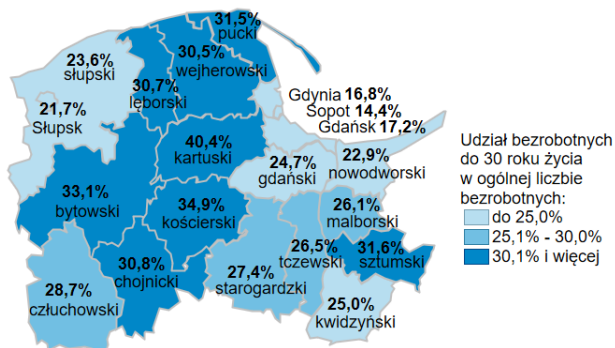 31,5%
pucki
23,6%
słupski
30,5%
wejherowski
30,7%
lęborski
Gdynia 16,8%
Sopot 14,4%
Gdańsk 17,2%
21,7%
Słupsk
40,4%
kartuski
24,7%
gdański
22,9%
nowodworski
33,1%
bytowski
34,9%
kościerski
26,1%
malborski
30,8%
chojnicki
27,4%
starogardzki
26,5%
tczewski
31,6%
sztumski
28,7%
człuchowski
25,0%
kwidzyński
Udział bezrobotnych
do 30 roku życia
w ogólnej liczbie
bezrobotnych:
do 25,0%
25,1% - 30,0%
30,1% i więcej